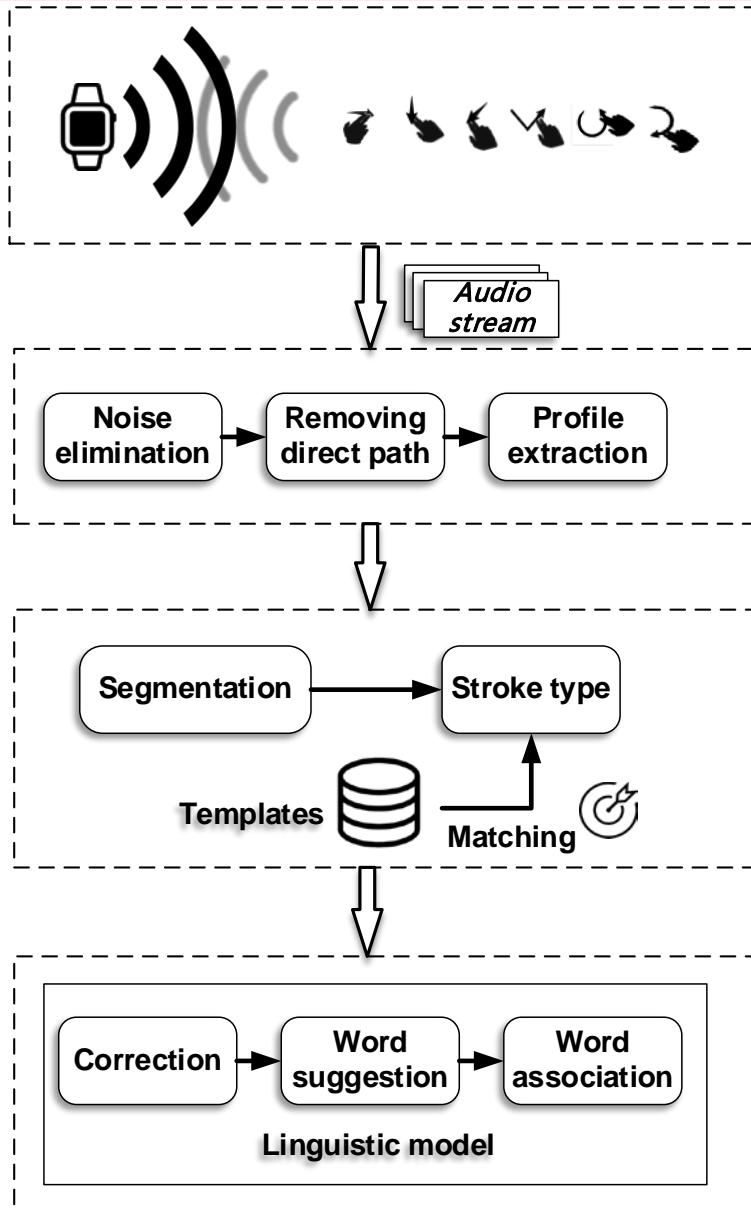 Audio
stream
Noise
elimination
Removing
direct path
Profile
extraction
Segmentation
Stroke type
Templates
Matching
Correction
Word
suggestion
Word
association
Linguistic model